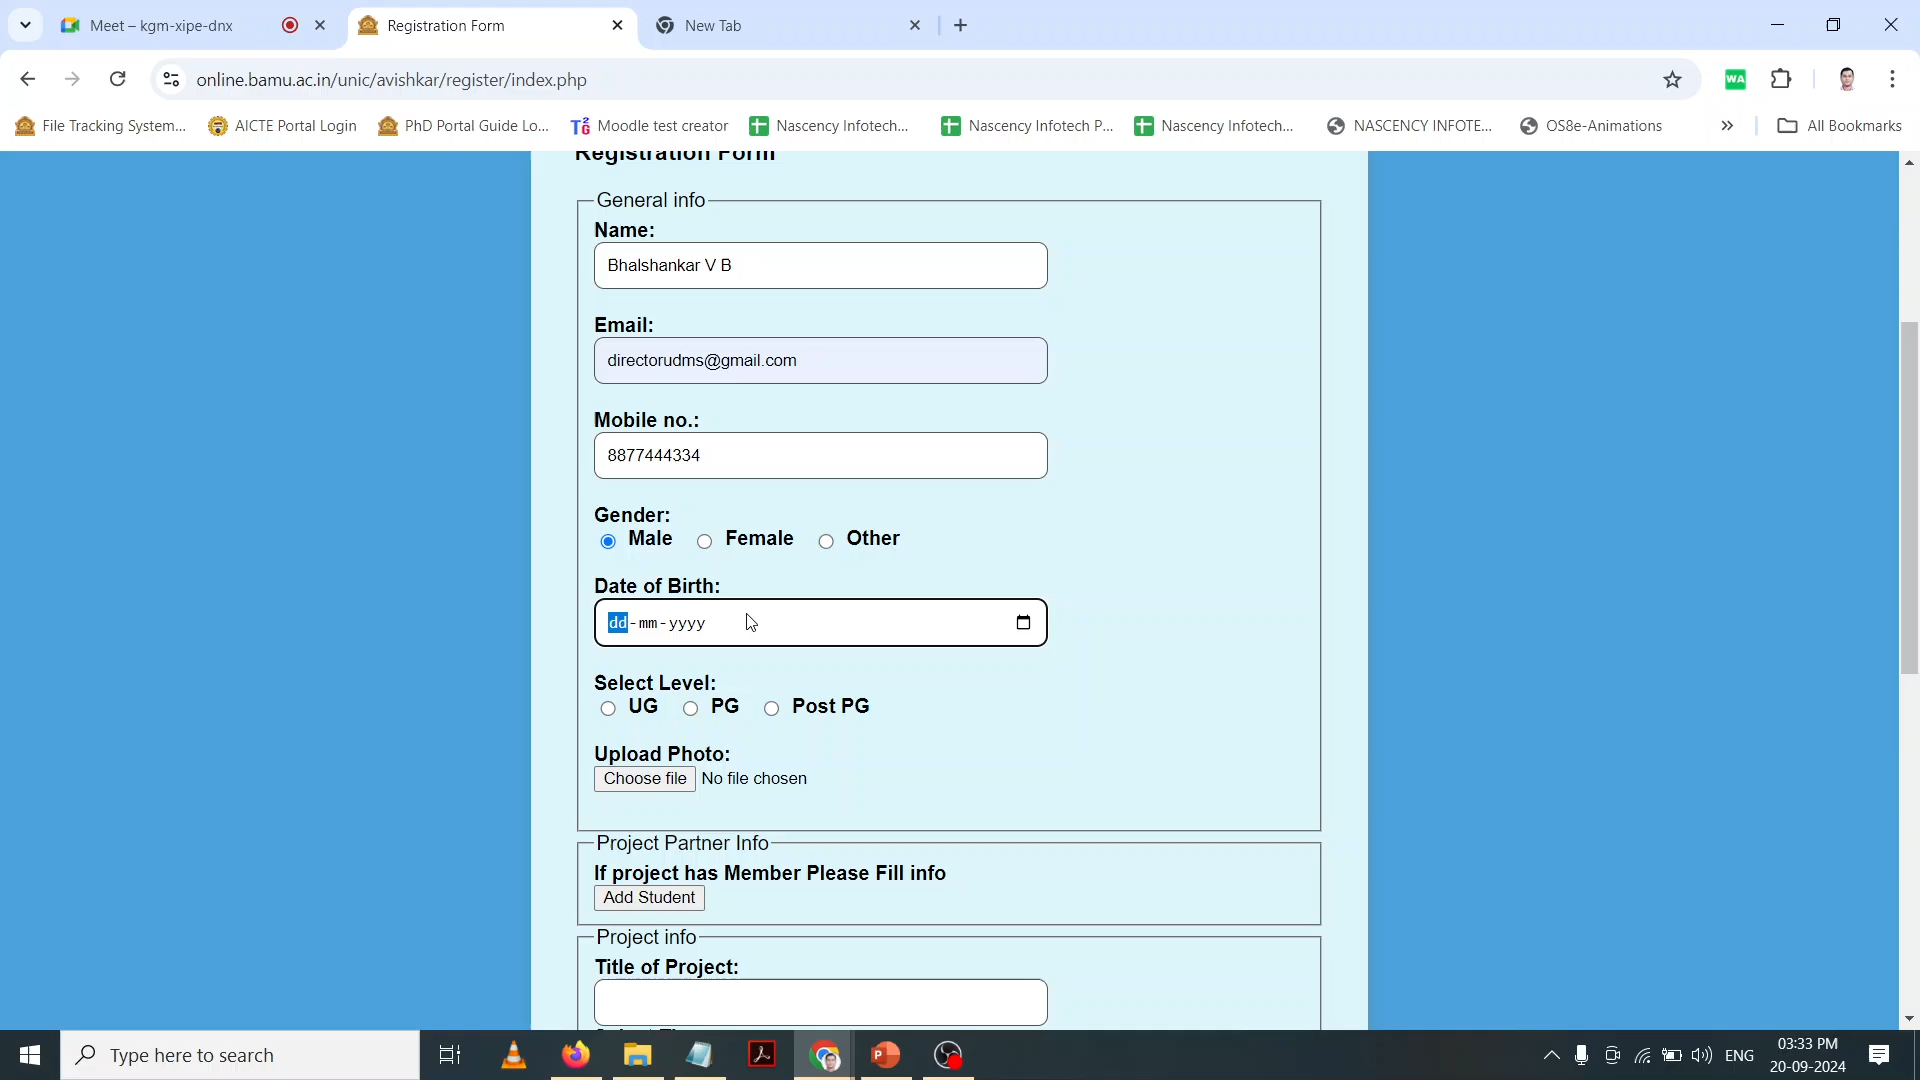 Meet – kgm-xipe-dnx
Registration Form
New Tab
online.bamu.ac.in/unic/avishkar/register/index.php
WA
File Tracking System...
AICTE Portal Login
PhD Portal Guide Lo...
Moodle test creator
Nascency Infotech...
Nascency Infotech P...
Nascency Infotech...
NASCENCY INFOTE...
OS8e-Animations
All Bookmarks
Registration Form
General info
Name:
Bhalshankar V B
Email:
directorudms@gmail.com
Mobile no.:
8877444334
Gender:
Male Female Other
Date of Birth:
dd-mm-yyyy
Select Level:
UG PG Post PG
Upload Photo:
Choose file No file chosen
Project Partner Info
If project has Member Please Fill info
Add Student
Project info
Title of Project:
Type here to search
ENG
03:33 PM
20-09-2024